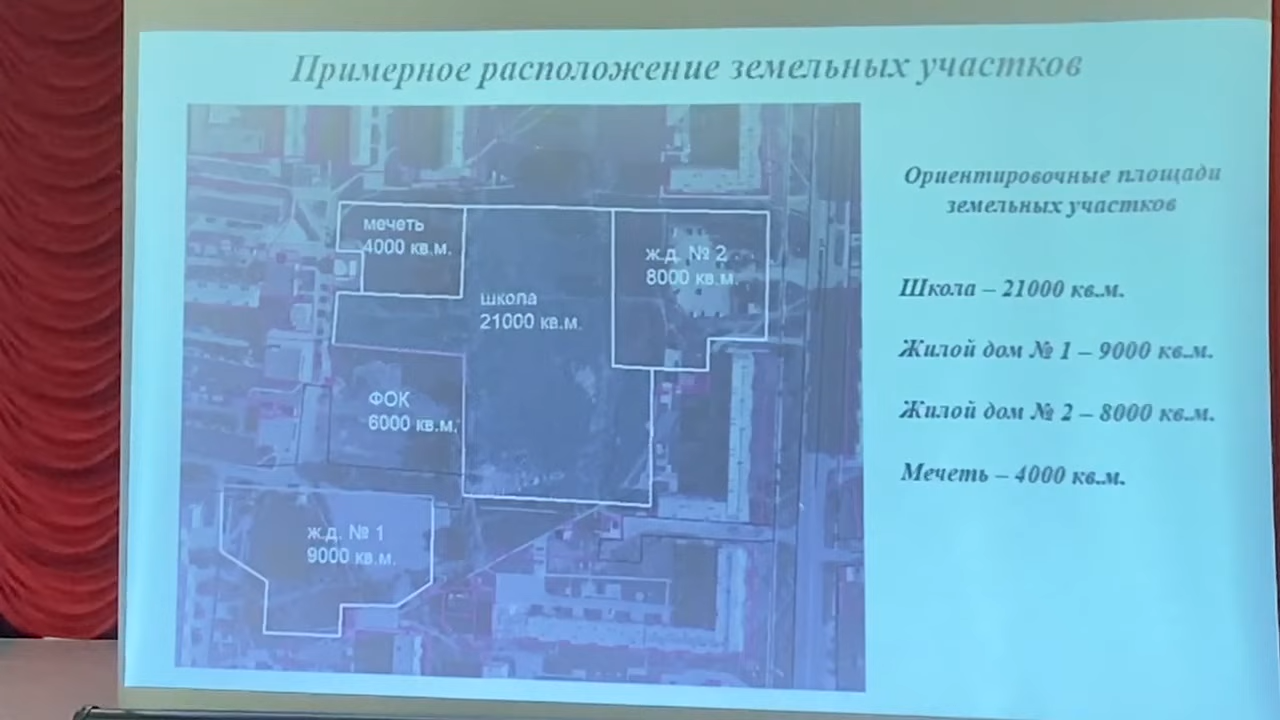 Примерное расположение земельных участков
мечеть
4000 кв.м.
ж.д. № 2
8000 кв.м.
школа
21000 кв.м.
ФОК
6000 кв.м.
ж.д. № 1
9000 кв.м.
Ориентировочные площади
земельных участков
Школа – 21000 кв.м.
Жилой дом № 1 – 9000 кв.м.
Жилой дом № 2 – 8000 кв.м.
Мечеть – 4000 кв.м.